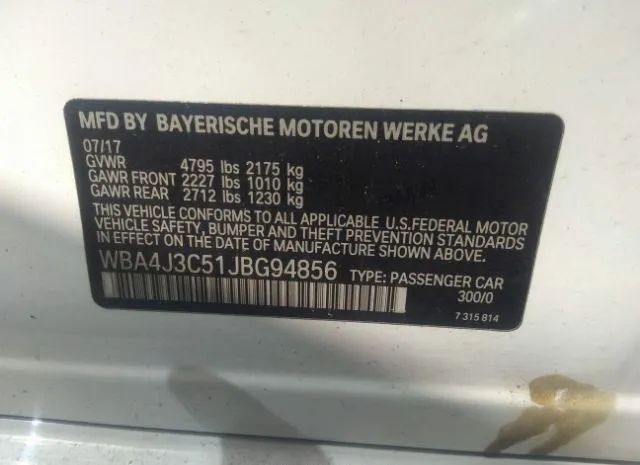 MFD BY BAYERISCHE MOTOREN WERKE AG
07/17
GVWR 4795 lbs 2175 kg
GAWR FRONT 2227 lbs 1010 kg
GAWR REAR 2712 lbs 1230 kg
THIS VEHICLE CONFORMS TO ALL APPLICABLE U.S.FEDERAL MOTOR
VEHICLE SAFETY, BUMPER AND THEFT PREVENTION STANDARDS IN
EFFECT ON THE DATE OF MANUFACTURE SHOWN ABOVE.
WBA4J3C51JBG94856 TYPE: PASSENGER CAR
300/0
7 315 814